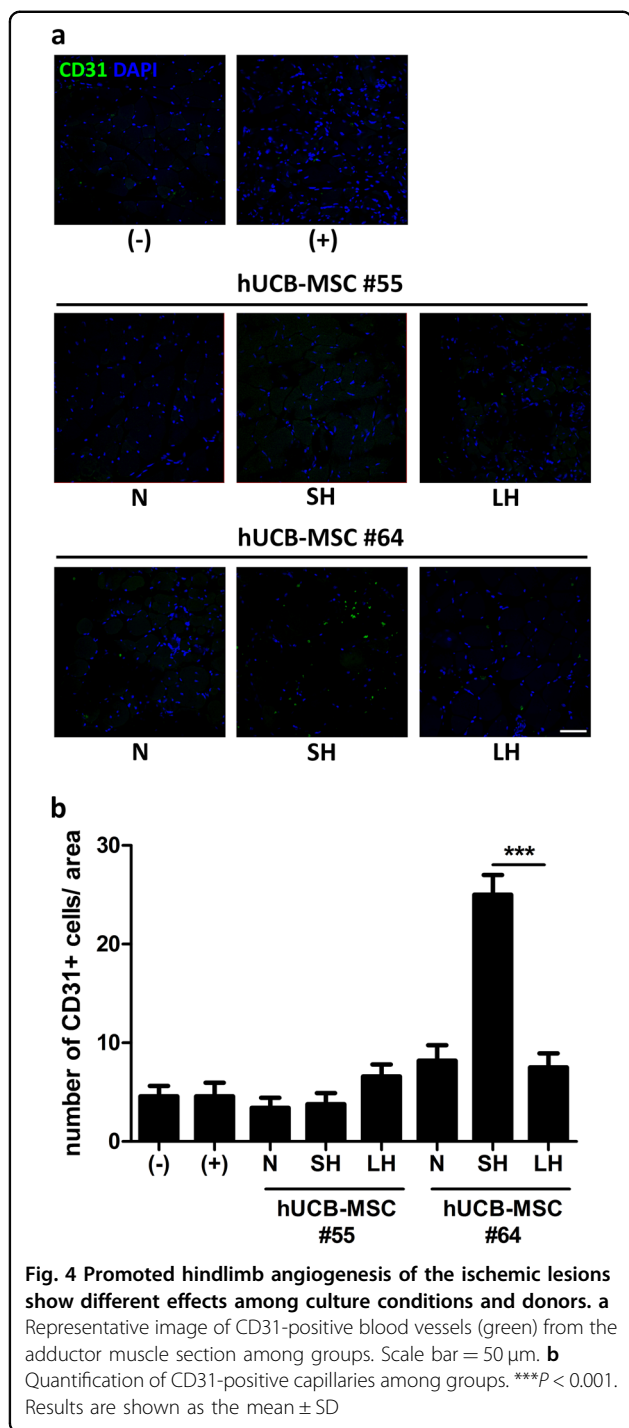 a
CD31 DAPI
(-) (+)
hUCB-MSC #55
N SH LH
hUCB-MSC #64
N SH LH
b
number of CD31+ cells/ area
30
20
10
0
***
(-) (+) N SH LH N SH LH
hUCB-MSC #55 hUCB-MSC #64
Fig. 4 Promoted hindlimb angiogenesis of the ischemic lesions
show different effects among culture conditions and donors. a
Representative image of CD31-positive blood vessels (green) from the
adductor muscle section among groups. Scale bar = 50 μm. b
Quantification of CD31-positive capillaries among groups. ***P < 0.001.
Results are shown as the mean ± SD